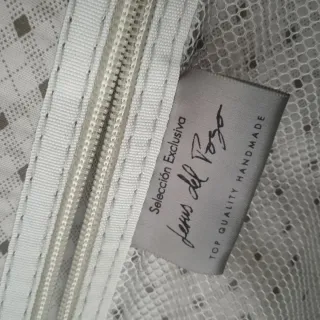 Selección Exclusiva
Jesus del Pozo
TOP QUALITY HANDMADE